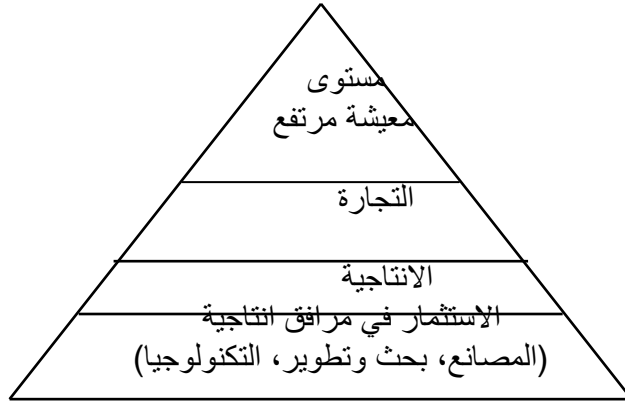 مستوى
معيشة مرتفع
التجارة
الانتاجية
الاستثمار في مرافق انتاجية
(المصانع، بحث وتطوير، التكنولوجيا)